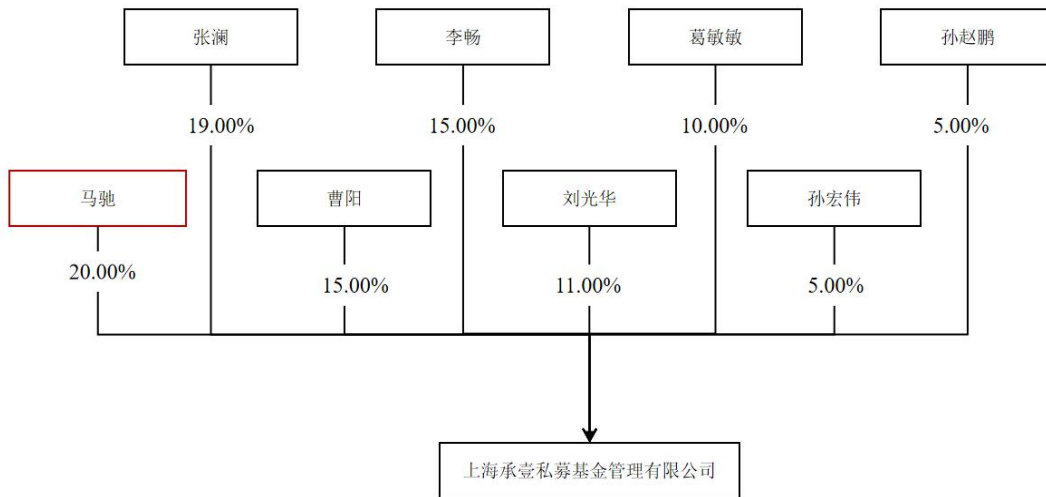 张澜
李畅
葛敏敏
孙赵鹏
19.00%
15.00%
10.00%
5.00%
马驰
曹阳
刘光华
孙宏伟
20.00%
15.00%
11.00%
5.00%
上海承壹私募基金管理有限公司